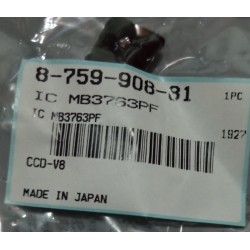 8-759-908-31
IC MB3763PF 1PC
IC MB3763PF 1927
CCD-V8
MADE IN JAPAN